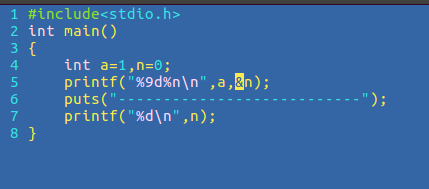 1 #include<stdio.h>
2 int main()
3 {
4     int a=1,n=0;
5     printf("%9d%n\n",a,&n);
6     puts("---------------------------");
7     printf("%d\n",n);
8 }